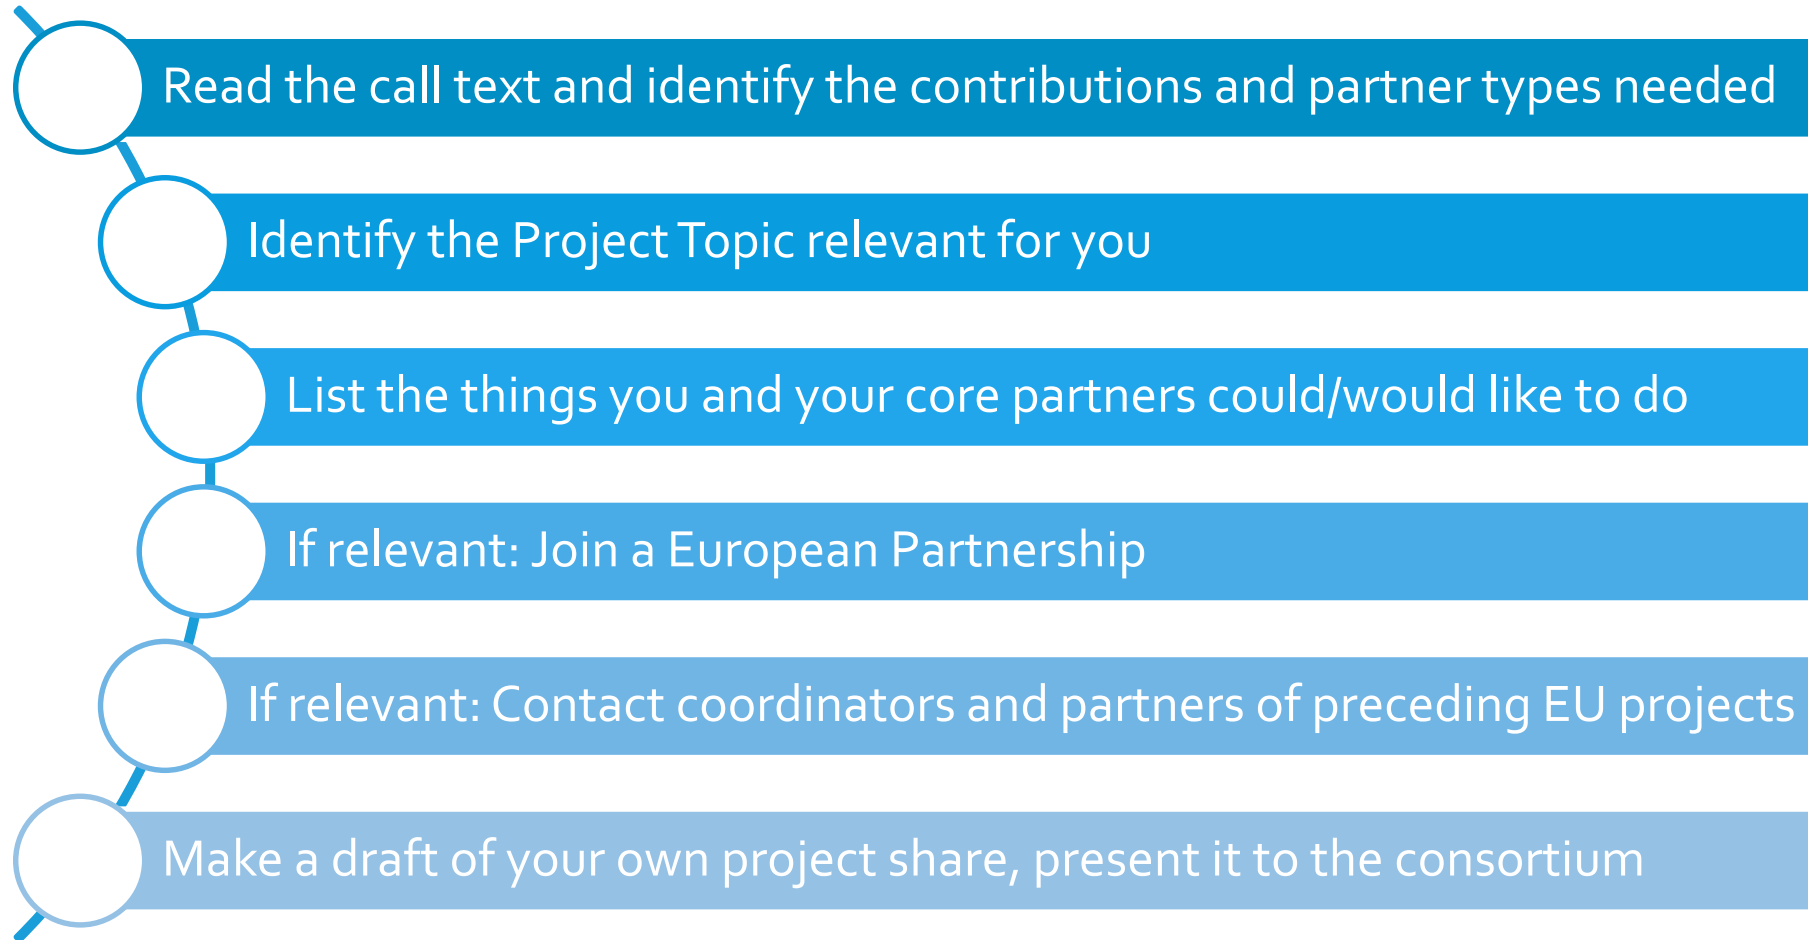 Read the call text and identify the contributions and partner types needed
Identify the Project Topic relevant for you
List the things you and your core partners could/would like to do
If relevant: Join a European Partnership
If relevant: Contact coordinators and partners of preceding EU projects
Make a draft of your own project share, present it to the consortium